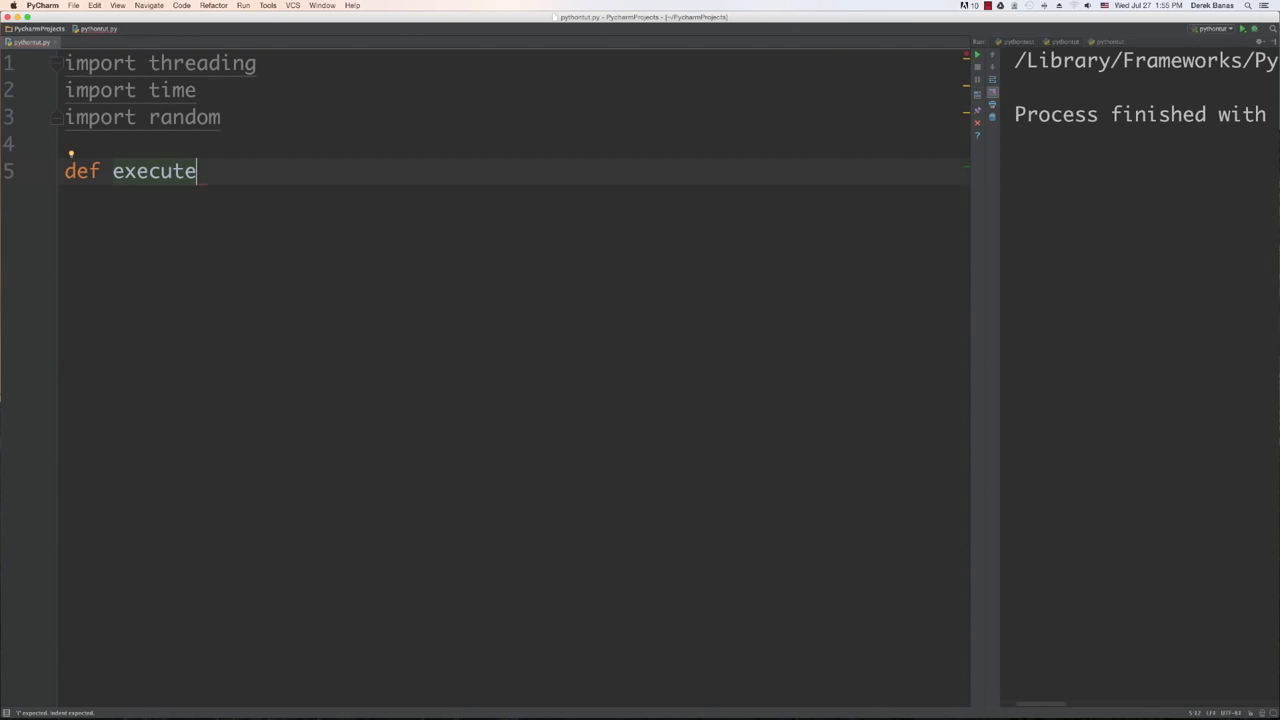 PyCharm File Edit View Navigate Code Refactor Run Tools VCS Window Help
10 Wed Jul 27 1:55 PM Derek Banas
pythontut.py - PycharmProjects - [~/PycharmProjects]
PycharmProjects pythontut.py pythontut
pythontut.py Run: pythontest pythontut pythontut
1 import threading
2 import time
3 import random
4
5 def execute
/Library/Frameworks/Py
Process finished with
'(' expected. Indent expected. 5:12 LF UTF-8